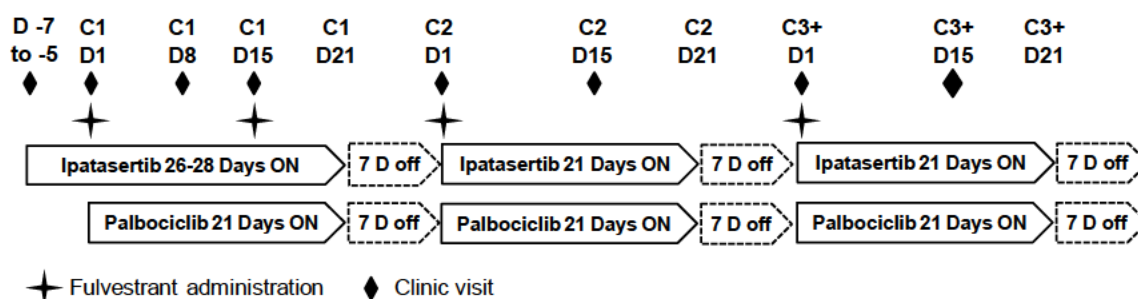 D -7 C1 C1 C1 C1 C2 C2 C2 C3+ C3+ C3+
to -5 D1 D8 D15 D21 D1 D15 D21 D1 D15 D21
Ipatasertib 26-28 Days ON 7 D off Ipatasertib 21 Days ON 7 D off Ipatasertib 21 Days ON 7 D off
Palbociclib 21 Days ON 7 D off Palbociclib 21 Days ON 7 D off Palbociclib 21 Days ON 7 D off
Fulvestrant administration Clinic visit